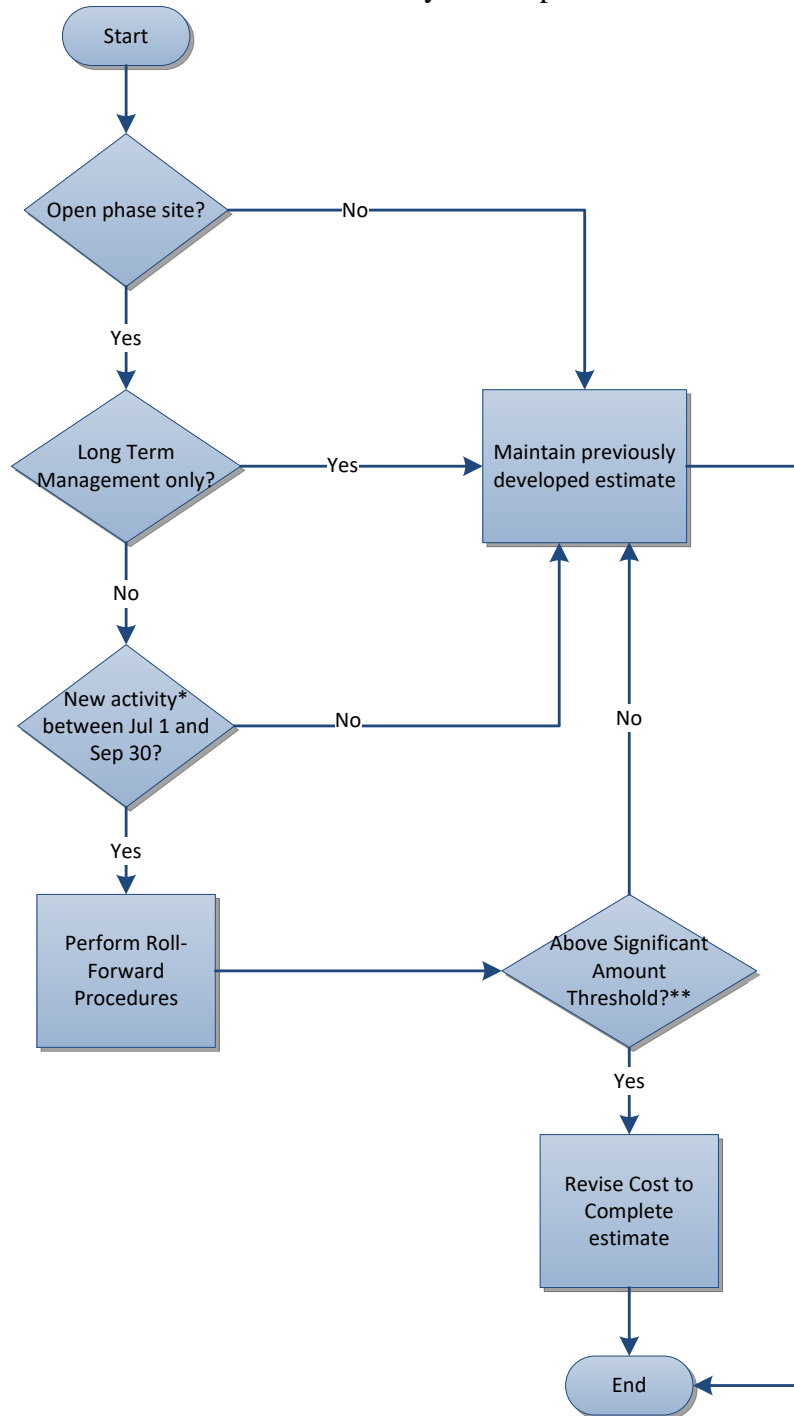 Start
Open phase site?
No
Yes
Long Term
Management only?
Yes
Maintain previously
developed estimate
No
New activity*
between Jul 1 and
Sep 30?
No
No
Yes
Perform Roll-
Forward
Procedures
Above Significant
Amount
Threshold?**
Yes
Revise Cost to
Complete
estimate
End